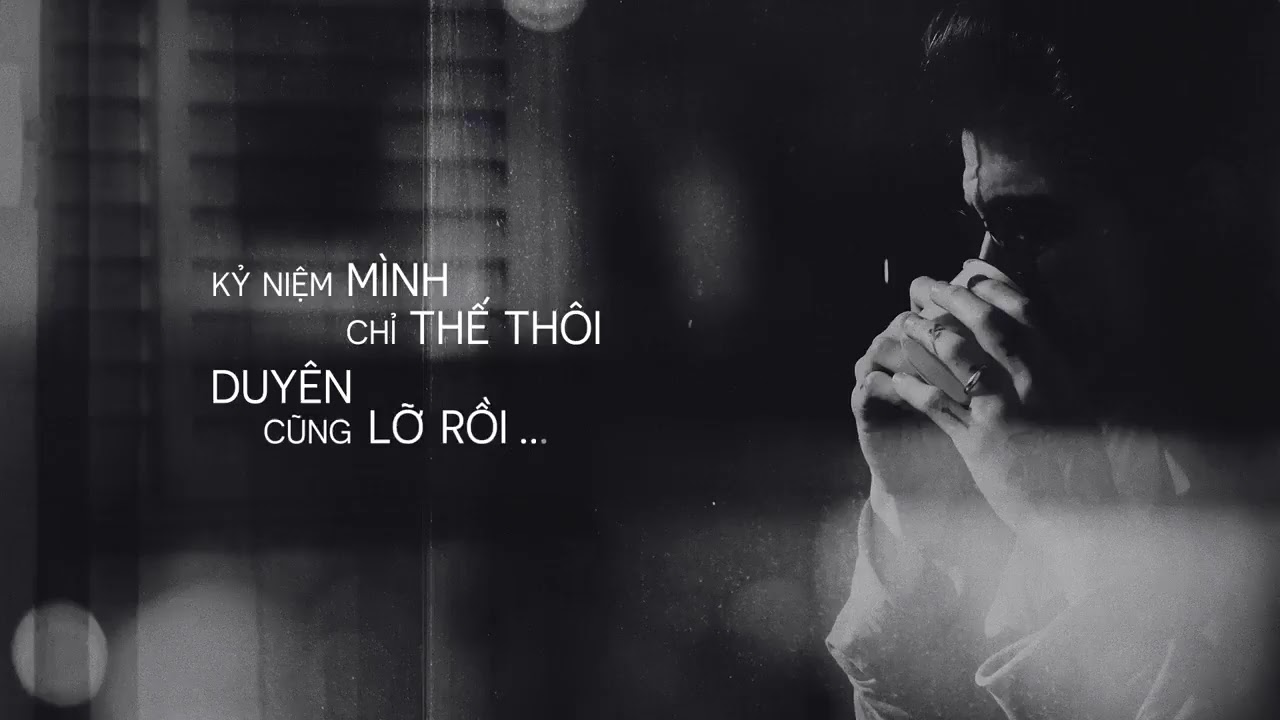 KỶ NIỆM MÌNH
CHỈ THẾ THÔI
DUYÊN
CŨNG LỠ RỒI ...